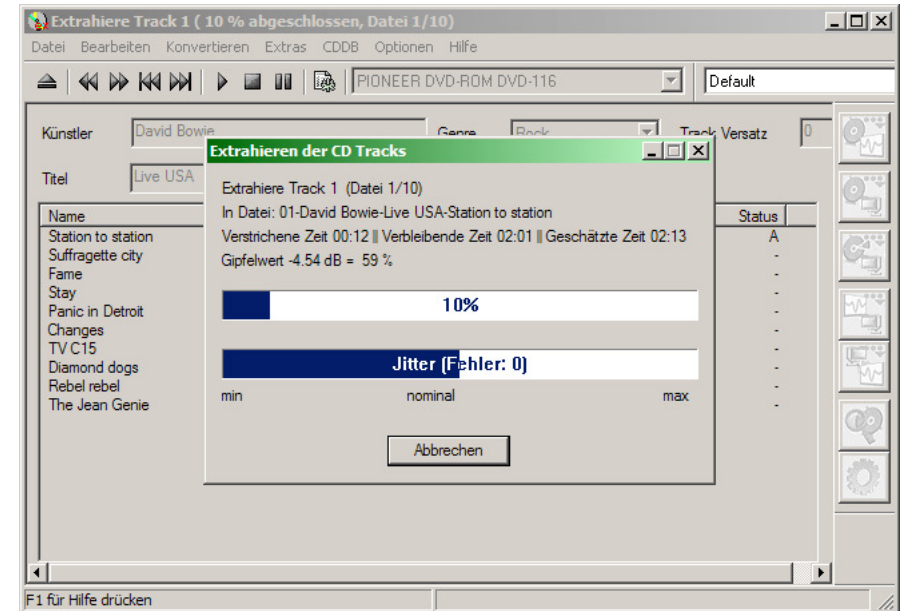 Extrahiere Track 1 ( 10 % abgeschlossen, Datei 1/10)
Datei Bearbeiten Konvertieren Extras CDDB Optionen Hilfe
PIONEER DVD-ROM DVD-116 Default
Künstler David Bowie Genre Rock Track Versatz 0
Titel Live USA
Extrahieren der CD Tracks
Extrahiere Track 1 (Datei 1/10)
In Datei: 01-David Bowie-Live USA-Station to station
Verstrichene Zeit 00:12 || Verbleibende Zeit 02:01 || Geschätzte Zeit 02:13
Gipfelwert -4.54 dB = 59 %
10%
Jitter (Fehler: 0)
min nominal max
Abbrechen
Name Status
Station to station A
Suffragette city -
Fame -
Stay -
Panic in Detroit -
Changes -
TV C15 -
Diamond dogs -
Rebel rebel -
The Jean Genie -
F1 für Hilfe drücken